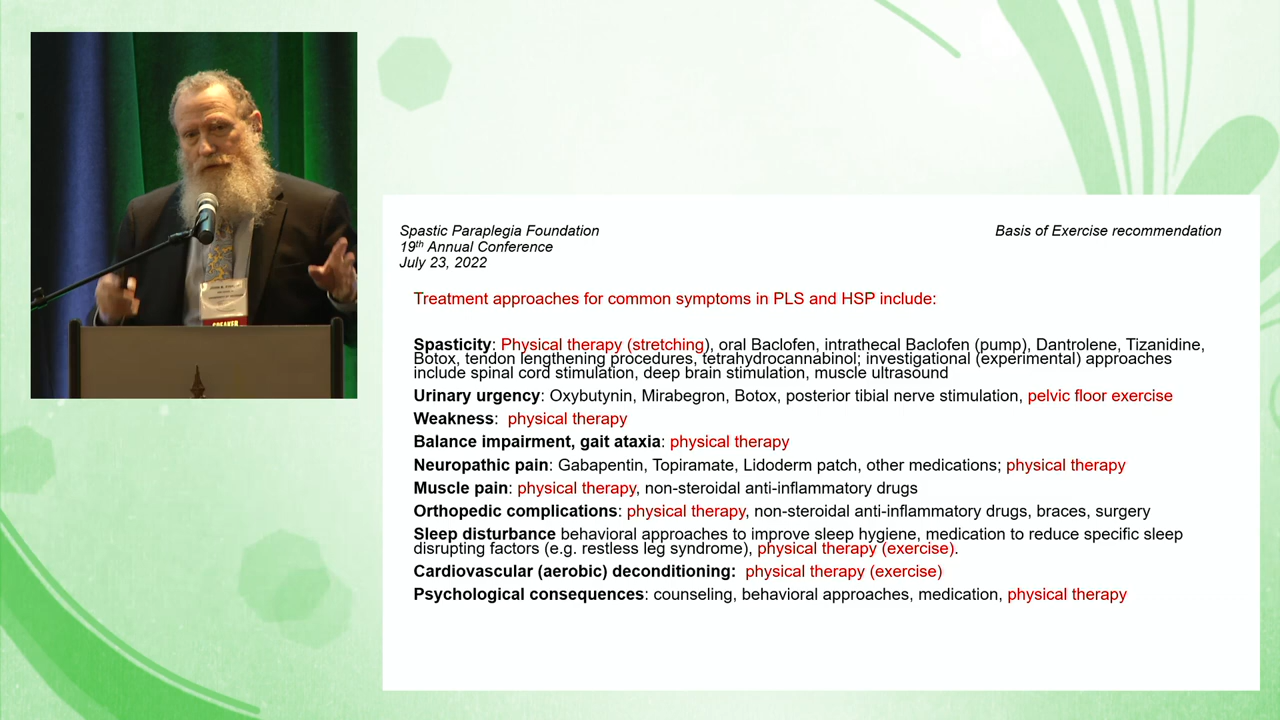 Spastic Paraplegia Foundation
19th Annual Conference
July 23, 2022
Basis of Exercise recommendation
Treatment approaches for common symptoms in PLS and HSP include:
Spasticity: Physical therapy (stretching), oral Baclofen, intrathecal Baclofen (pump), Dantrolene, Tizanidine,
Botox, tendon lengthening procedures, tetrahydrocannabinol; investigational (experimental) approaches
include spinal cord stimulation, deep brain stimulation, muscle ultrasound
Urinary urgency: Oxybutynin, Mirabegron, Botox, posterior tibial nerve stimulation, pelvic floor exercise
Weakness: physical therapy
Balance impairment, gait ataxia: physical therapy
Neuropathic pain: Gabapentin, Topiramate, Lidoderm patch, other medications; physical therapy
Muscle pain: physical therapy, non-steroidal anti-inflammatory drugs
Orthopedic complications: physical therapy, non-steroidal anti-inflammatory drugs, braces, surgery
Sleep disturbance behavioral approaches to improve sleep hygiene, medication to reduce specific sleep
disrupting factors (e.g. restless leg syndrome), physical therapy (exercise).
Cardiovascular (aerobic) deconditioning: physical therapy (exercise)
Psychological consequences: counseling, behavioral approaches, medication, physical therapy
SPEAKER